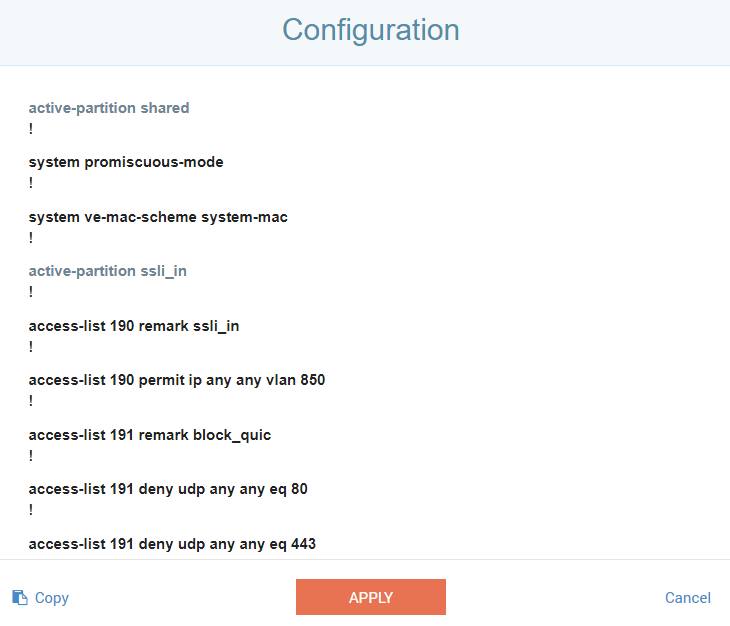 Configuration
active-partition shared
!
system promiscuous-mode
!
system ve-mac-scheme system-mac
!
active-partition ssli_in
!
access-list 190 remark ssli_in
!
access-list 190 permit ip any any vlan 850
!
access-list 191 remark block_quic
!
access-list 191 deny udp any any eq 80
!
access-list 191 deny udp any any eq 443
Copy
APPLY
Cancel